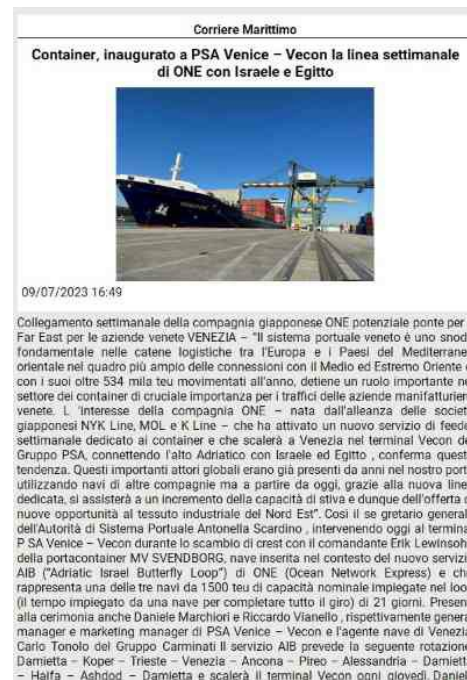 Corriere Marittimo
Container, inaugurato a PSA Venice – Vecon la linea settimanale
di ONE con Israele e Egitto
09/07/2023 16:49
Collegamento settimanale della compagnia giapponese ONE potenziale ponte per
Far East per le aziende venete VENEZIA – "Il sistema portuale veneto è uno snod
fondamentale nelle catene logistiche tra l'Europa e i Paesi del Mediterrane
orientale nel quadro più ampio delle connessioni con il Medio ed Estremo Oriente
con i suoi oltre 534 mila teu movimentati all'anno, detiene un ruolo importante ne
settore dei container di cruciale importanza per i traffici delle aziende manifatturier
venete. L 'interesse della compagnia ONE – nata dall'alleanza delle societ
giapponesi NYK Line, MOL e K Line – che ha attivato un nuovo servizio di feede
settimanale dedicato ai container e che scalerà a Venezia nel terminal Vecon de
Gruppo PSA, connettendo l'alto Adriatico con Israele ed Egitto , conferma quest
tendenza. Questi importanti attori globali erano già presenti da anni nel nostro port
utilizzando navi di altre compagnie ma a partire da oggi, grazie alla nuova line
dedicata, si assisterà a un incremento della capacità di stiva e dunque dell'offerta d
nuove opportunità al tessuto industriale del Nord Est". Così il se gretario general
dell'Autorità di Sistema Portuale Antonella Scardino , intervenendo oggi al termina
P SA Venice – Vecon durante lo scambio di crest con il comandante Erik Lewinsoh
della portacontainer MV SVENDBORG, nave inserita nel contesto del nuovo servizi
AIB ("Adriatic Israel Butterfly Loop") di ONE (Ocean Network Express) e ch
rappresenta una delle tre navi da 1500 teu di capacità nominale impiegate nel loo
(il tempo impiegato da una nave per completare tutto il giro) di 21 giorni. Presen
alla cerimonia anche Daniele Marchiori e Riccardo Vianello , rispettivamente genera
manager e marketing manager di PSA Venice – Vecon e l'agente nave di Venezia
Carlo Tonolo del Gruppo Carminati Il servizio AIB prevede la seguente rotazione
Damietta – Koper – Trieste – Venezia – Ancona – Pireo – Alessandria – Damiett
– Haifa – Ashdod – Damietta e scalerà il terminal Vecon ogni giovedì. Daniel